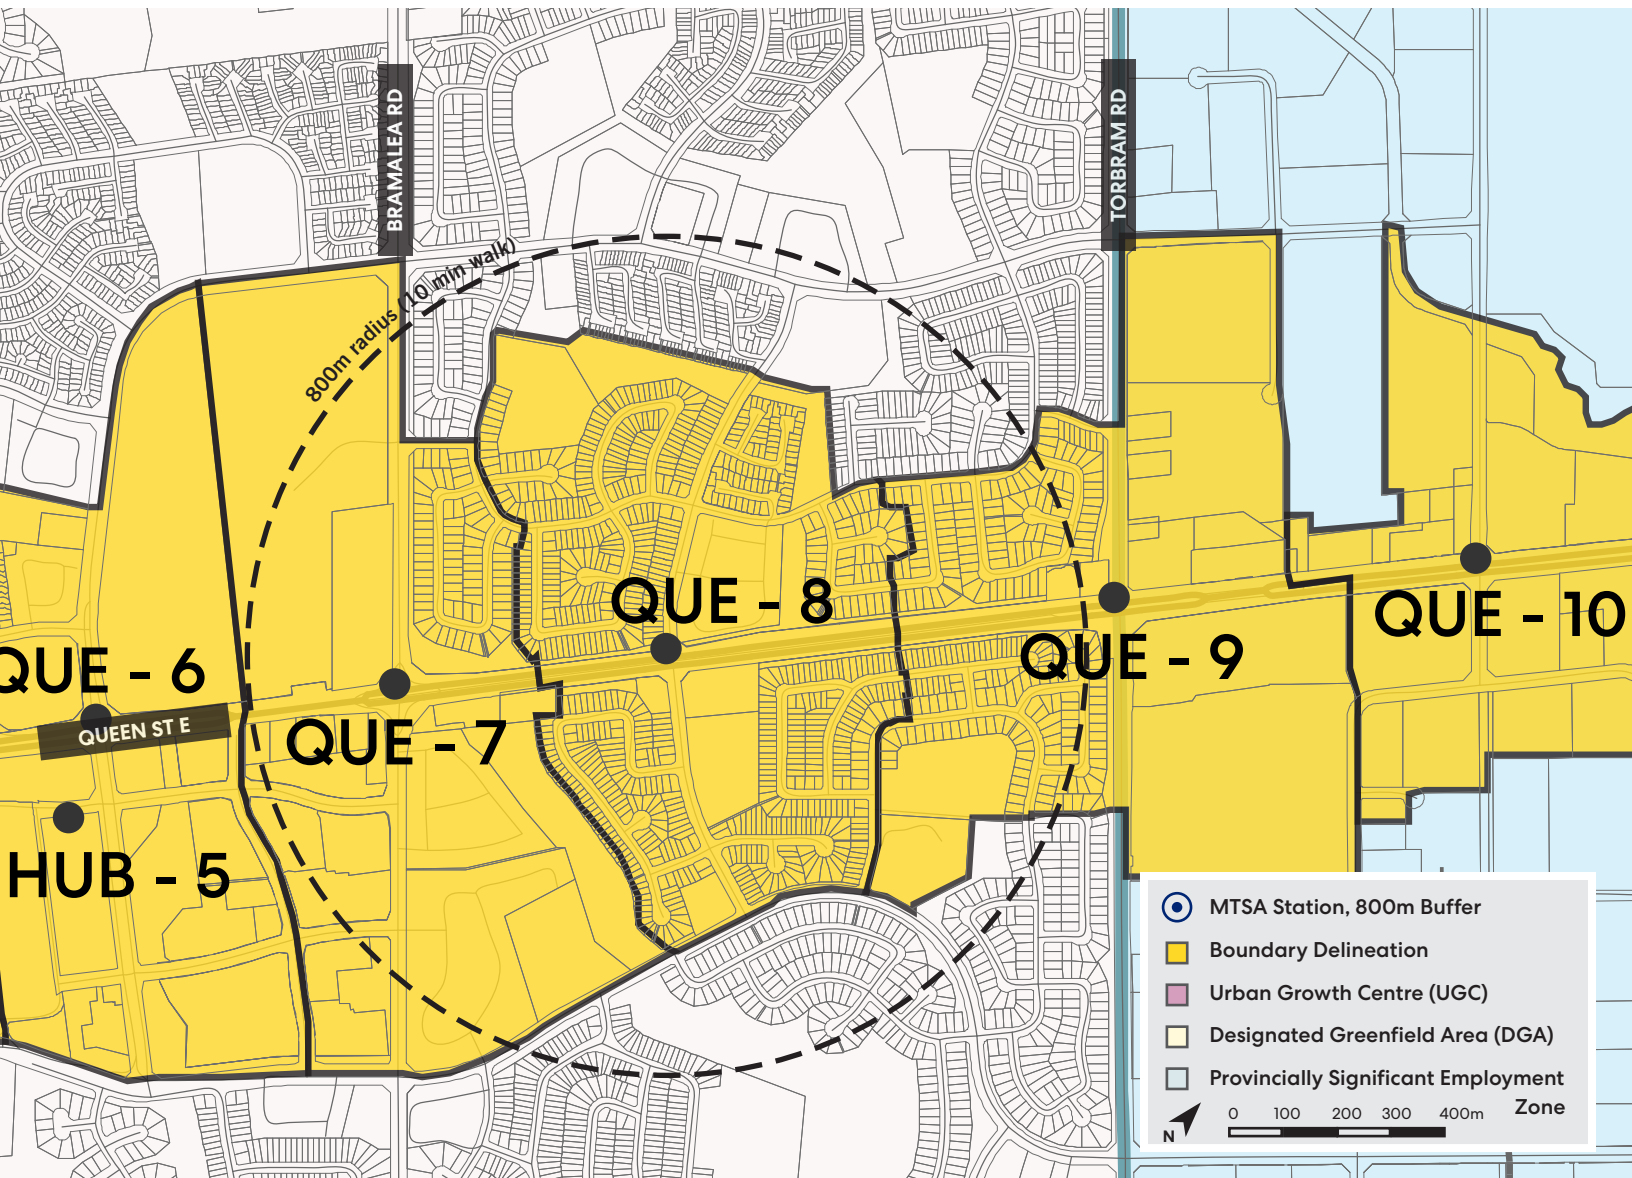 BRAMALEA RD
TORBRAM RD
800m radius (10 min walk)
QUE - 8
QUE - 10
QUE - 9
QUE - 6
QUEEN ST E
QUE - 7
HUB - 5
MTSA Station, 800m Buffer
Boundary Delineation
Urban Growth Centre (UGC)
Designated Greenfield Area (DGA)
Provincially Significant Employment
Zone
N
0 100 200 300 400m